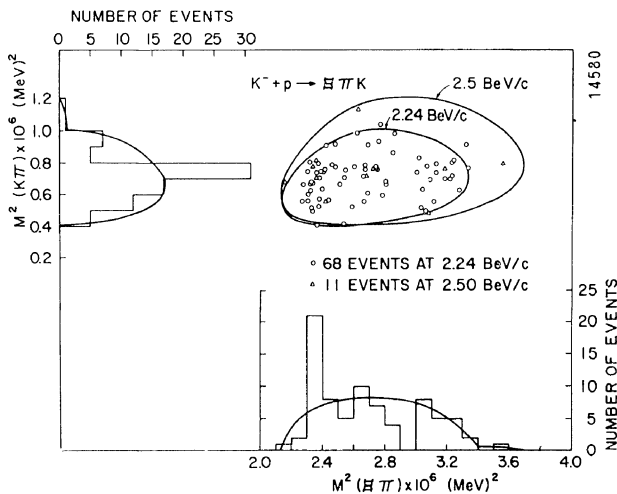 NUMBER OF EVENTS
0 5 10 15 20 25 30
M² (Kπ) x 10⁶ (MeV)²
1.2
1.0
0.8
0.6
0.4
0.2
K⁻ + p → Ξ π K
2.5 BeV/c
2.24 BeV/c
14580
○ 68 EVENTS AT 2.24 BeV/c
△ 11 EVENTS AT 2.50 BeV/c
25
20
15
10
5
0
NUMBER OF EVENTS
2.0 2.4 2.8 3.2 3.6 4.0
M² (Ξ π) x 10⁶ (MeV)²